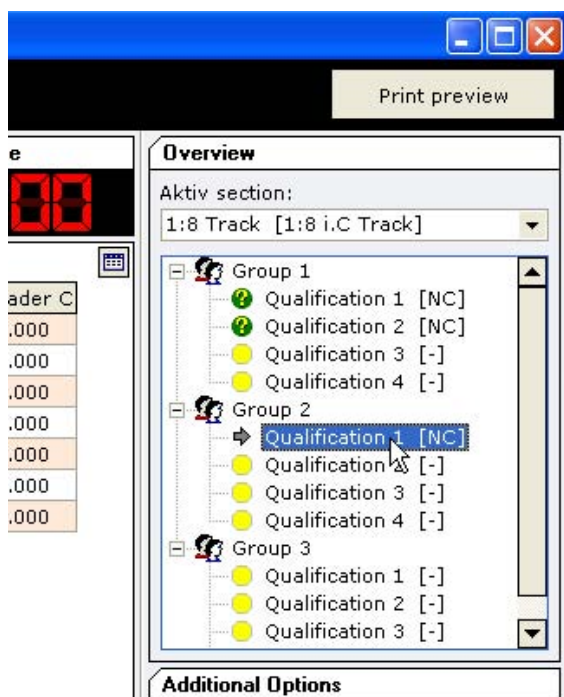 Print preview
e
Overview
00
Aktiv section:
1:8 Track [1:8 i.C Track]
ader C
.000
.000
.000
.000
.000
.000
.000
Group 1
Qualification 1 [NC]
Qualification 2 [NC]
Qualification 3 [-]
Qualification 4 [-]
Group 2
Qualification 1 [NC]
Qualification 2 [-]
Qualification 3 [-]
Qualification 4 [-]
Group 3
Qualification 1 [-]
Qualification 2 [-]
Qualification 3 [-]
Additional Options